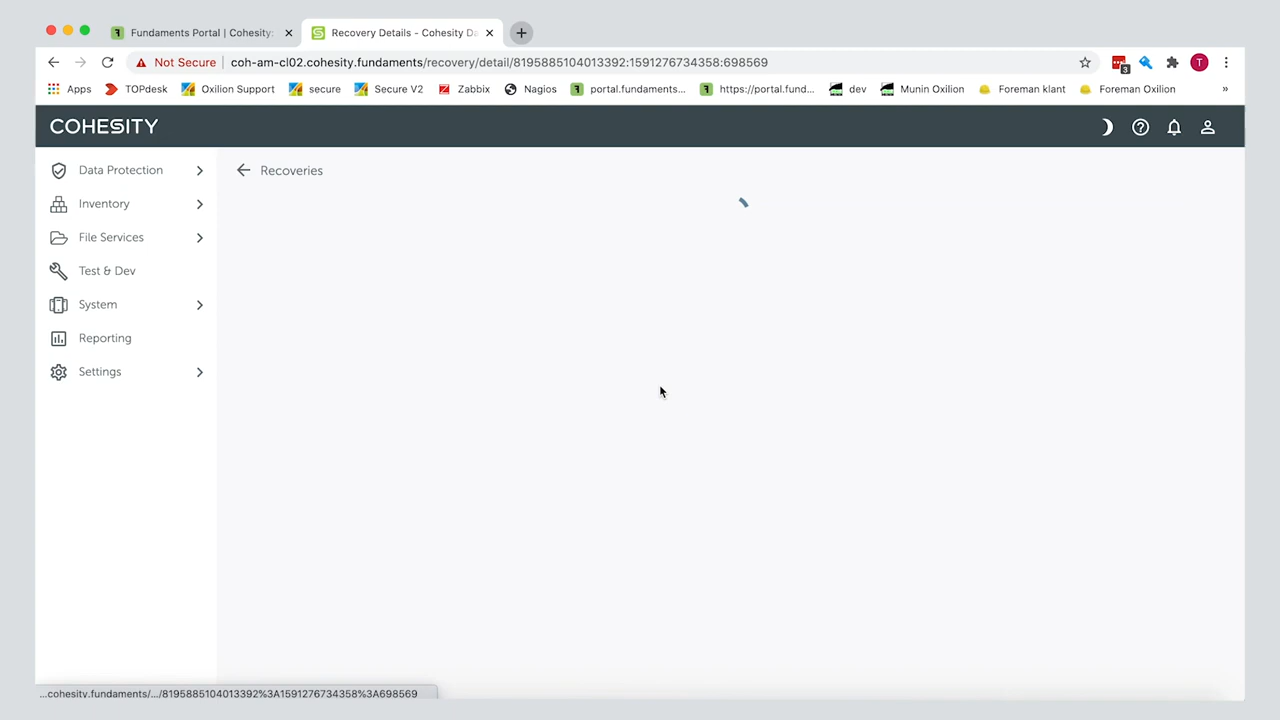 Fundaments Portal | Cohesity:
Recovery Details - Cohesity Da
Not Secure
coh-am-cl02.cohesity.fundaments/recovery/detail/8195885104013392:1591276734358:698569
3
T
Apps
TOPdesk
Oxilion Support
secure
Secure V2
Zabbix
Nagios
portal.fundaments...
https://portal.fund...
dev
Munin Oxilion
Foreman klant
Foreman Oxilion
»
COHESITY
Data Protection
Recoveries
Inventory
File Services
Test & Dev
System
Reporting
Settings
...cohesity.fundaments/.../8195885104013392%3A1591276734358%3A698569